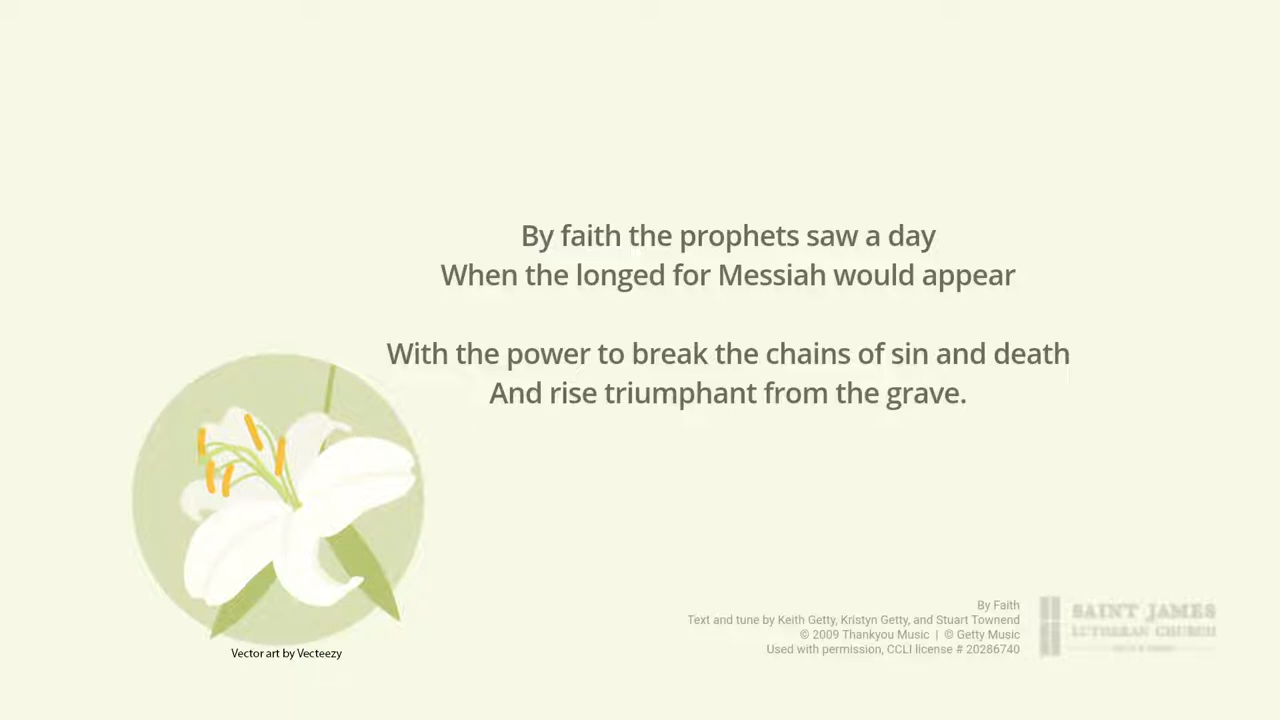 By faith the prophets saw a day
When the longed for Messiah would appear
With the power to break the chains of sin and death
And rise triumphant from the grave.
By Faith
Text and tune by Keith Getty, Kristyn Getty, and Stuart Townend
© 2009 Thankyou Music | © Getty Music
Used with permission, CCLI license # 20286740
SAINT JAMES
LUTHERAN CHURCH
Vector art by Vecteezy